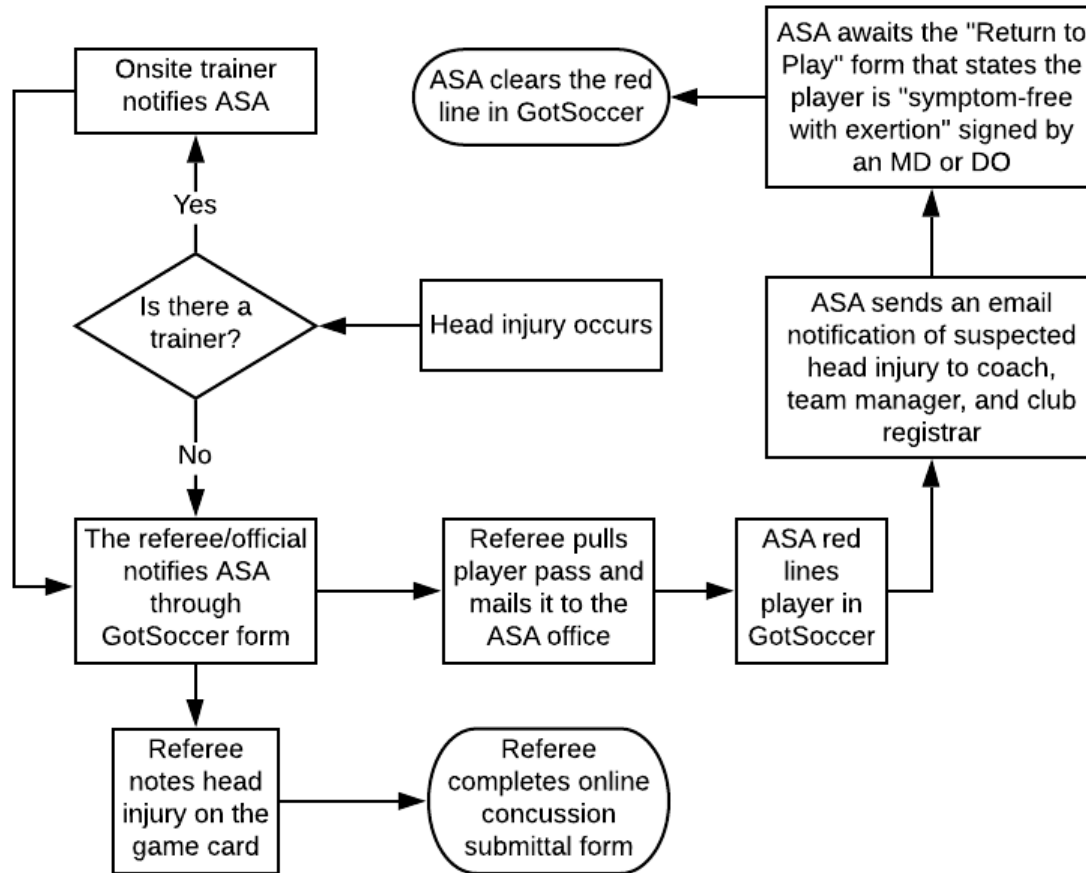 Onsite trainer
notifies ASA
ASA clears the red
line in GotSoccer
ASA awaits the "Return to
Play" form that states the
player is "symptom-free
with exertion" signed by
an MD or DO
Yes
Is there a
trainer?
Head injury occurs
ASA sends an email
notification of suspected
head injury to coach,
team manager, and club
registrar
No
The referee/official
notifies ASA
through
GotSoccer form
Referee pulls
player pass and
mails it to the
ASA office
ASA red
lines
player in
GotSoccer
Referee
notes head
injury on the
game card
Referee
completes online
concussion
submittal form